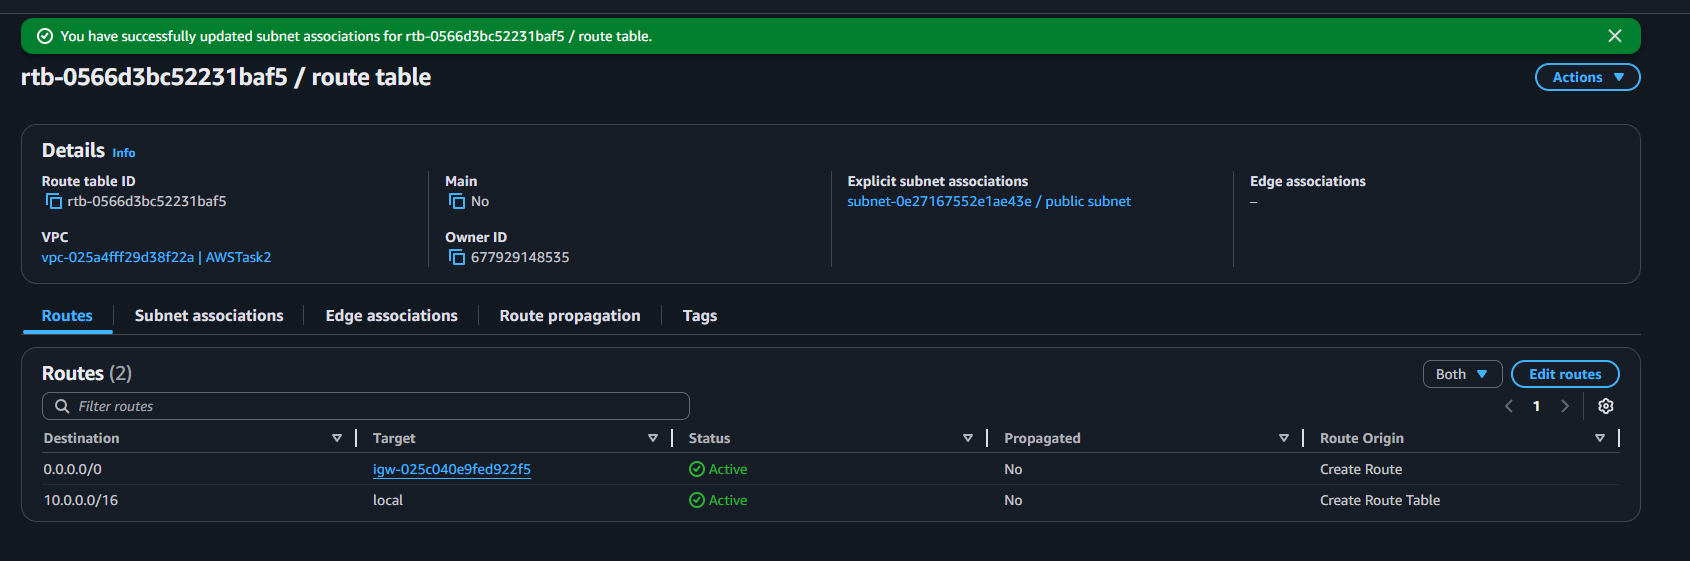 You have successfully updated subnet associations for rtb-0566d3bc52231baf5 / route table.
rtb-0566d3bc52231baf5 / route table
Actions
Details Info
Route table ID
rtb-0566d3bc52231baf5
Main
No
Explicit subnet associations
subnet-0e27167552e1ae43e / public subnet
Edge associations
–
VPC
vpc-025a4fff29d38f22a | AWSTask2
Owner ID
677929148535
Routes Subnet associations Edge associations Route propagation Tags
Routes (2)
Both
Edit routes
Filter routes
1
Destination Target Status Propagated Route Origin
0.0.0.0/0 igw-025c040e9fed922f5 Active No Create Route
10.0.0.0/16 local Active No Create Route Table